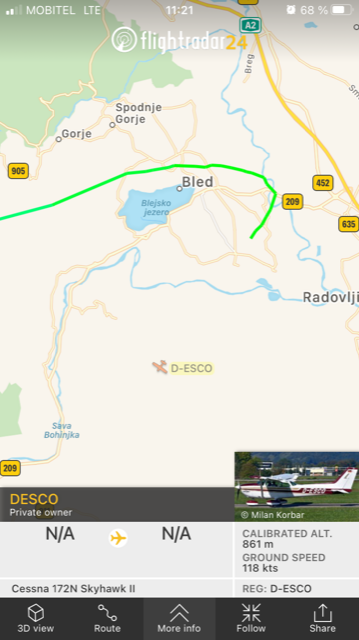 MOBITEL LTE 11:21 68 %
A2
flightradar24
Breg
Spodnje
Gorje
Gorje
905
Bled
452
Blejsko
jezero
209
635
Radovlji
D-ESCO
Sava
Bohinjka
209
DESCO
Private owner
© Milan Korbar
N/A N/A
CALIBRATED ALT.
861 m
GROUND SPEED
118 kts
Cessna 172N Skyhawk II
REG: D-ESCO
3D view Route More info Follow Share